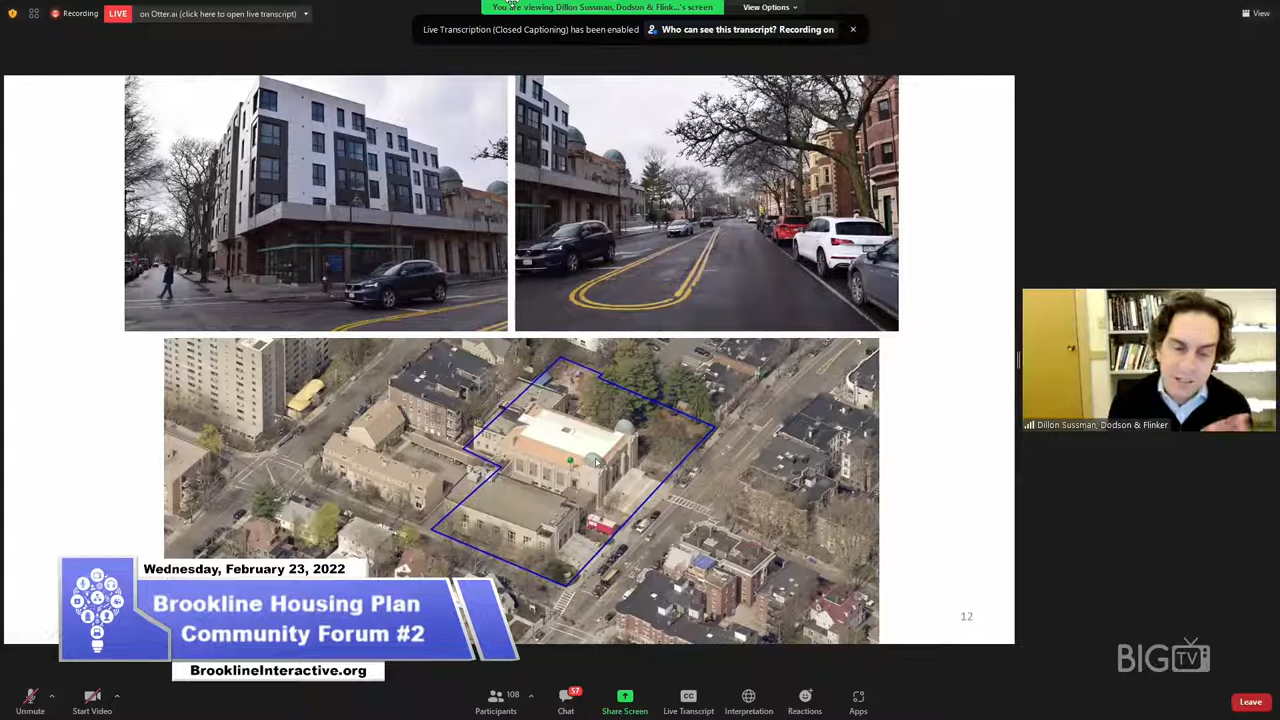 You are viewing Dillon Sussman, Dodson & Flink...'s screen
View Options
Recording
LIVE
on Otter.ai (click here to open live transcript)
View
Live Transcription (Closed Captioning) has been enabled
Who can see this transcript? Recording on
Dillon Sussman, Dodson & Flinker
Wednesday, February 23, 2022
Brookline Housing Plan
Community Forum #2
12
BrooklineInteractive.org
BIG TV
108
57
CC
Unmute
Start Video
Participants
Chat
Share Screen
Live Transcript
Interpretation
Reactions
Apps
Leave